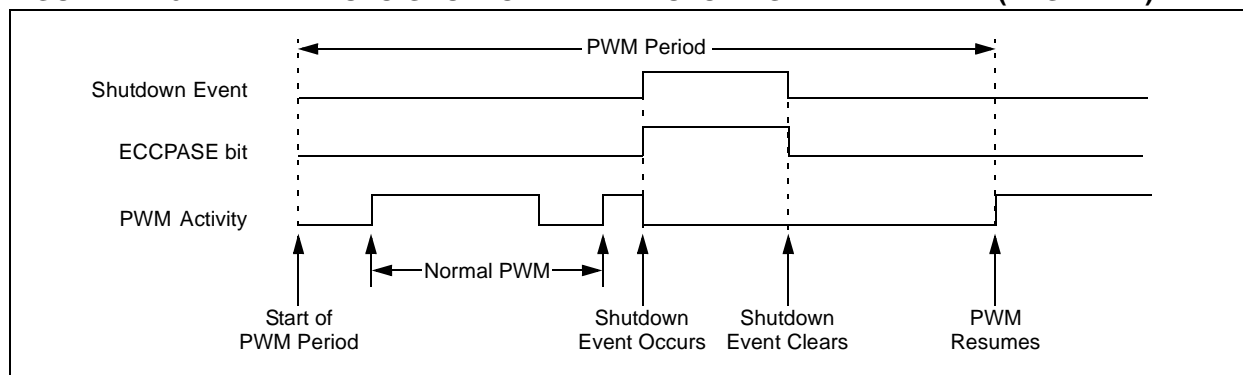 PWM Period
Shutdown Event
ECCPASE bit
PWM Activity
Normal PWM
Start of
PWM Period
Shutdown
Event Occurs
Shutdown
Event Clears
PWM
Resumes